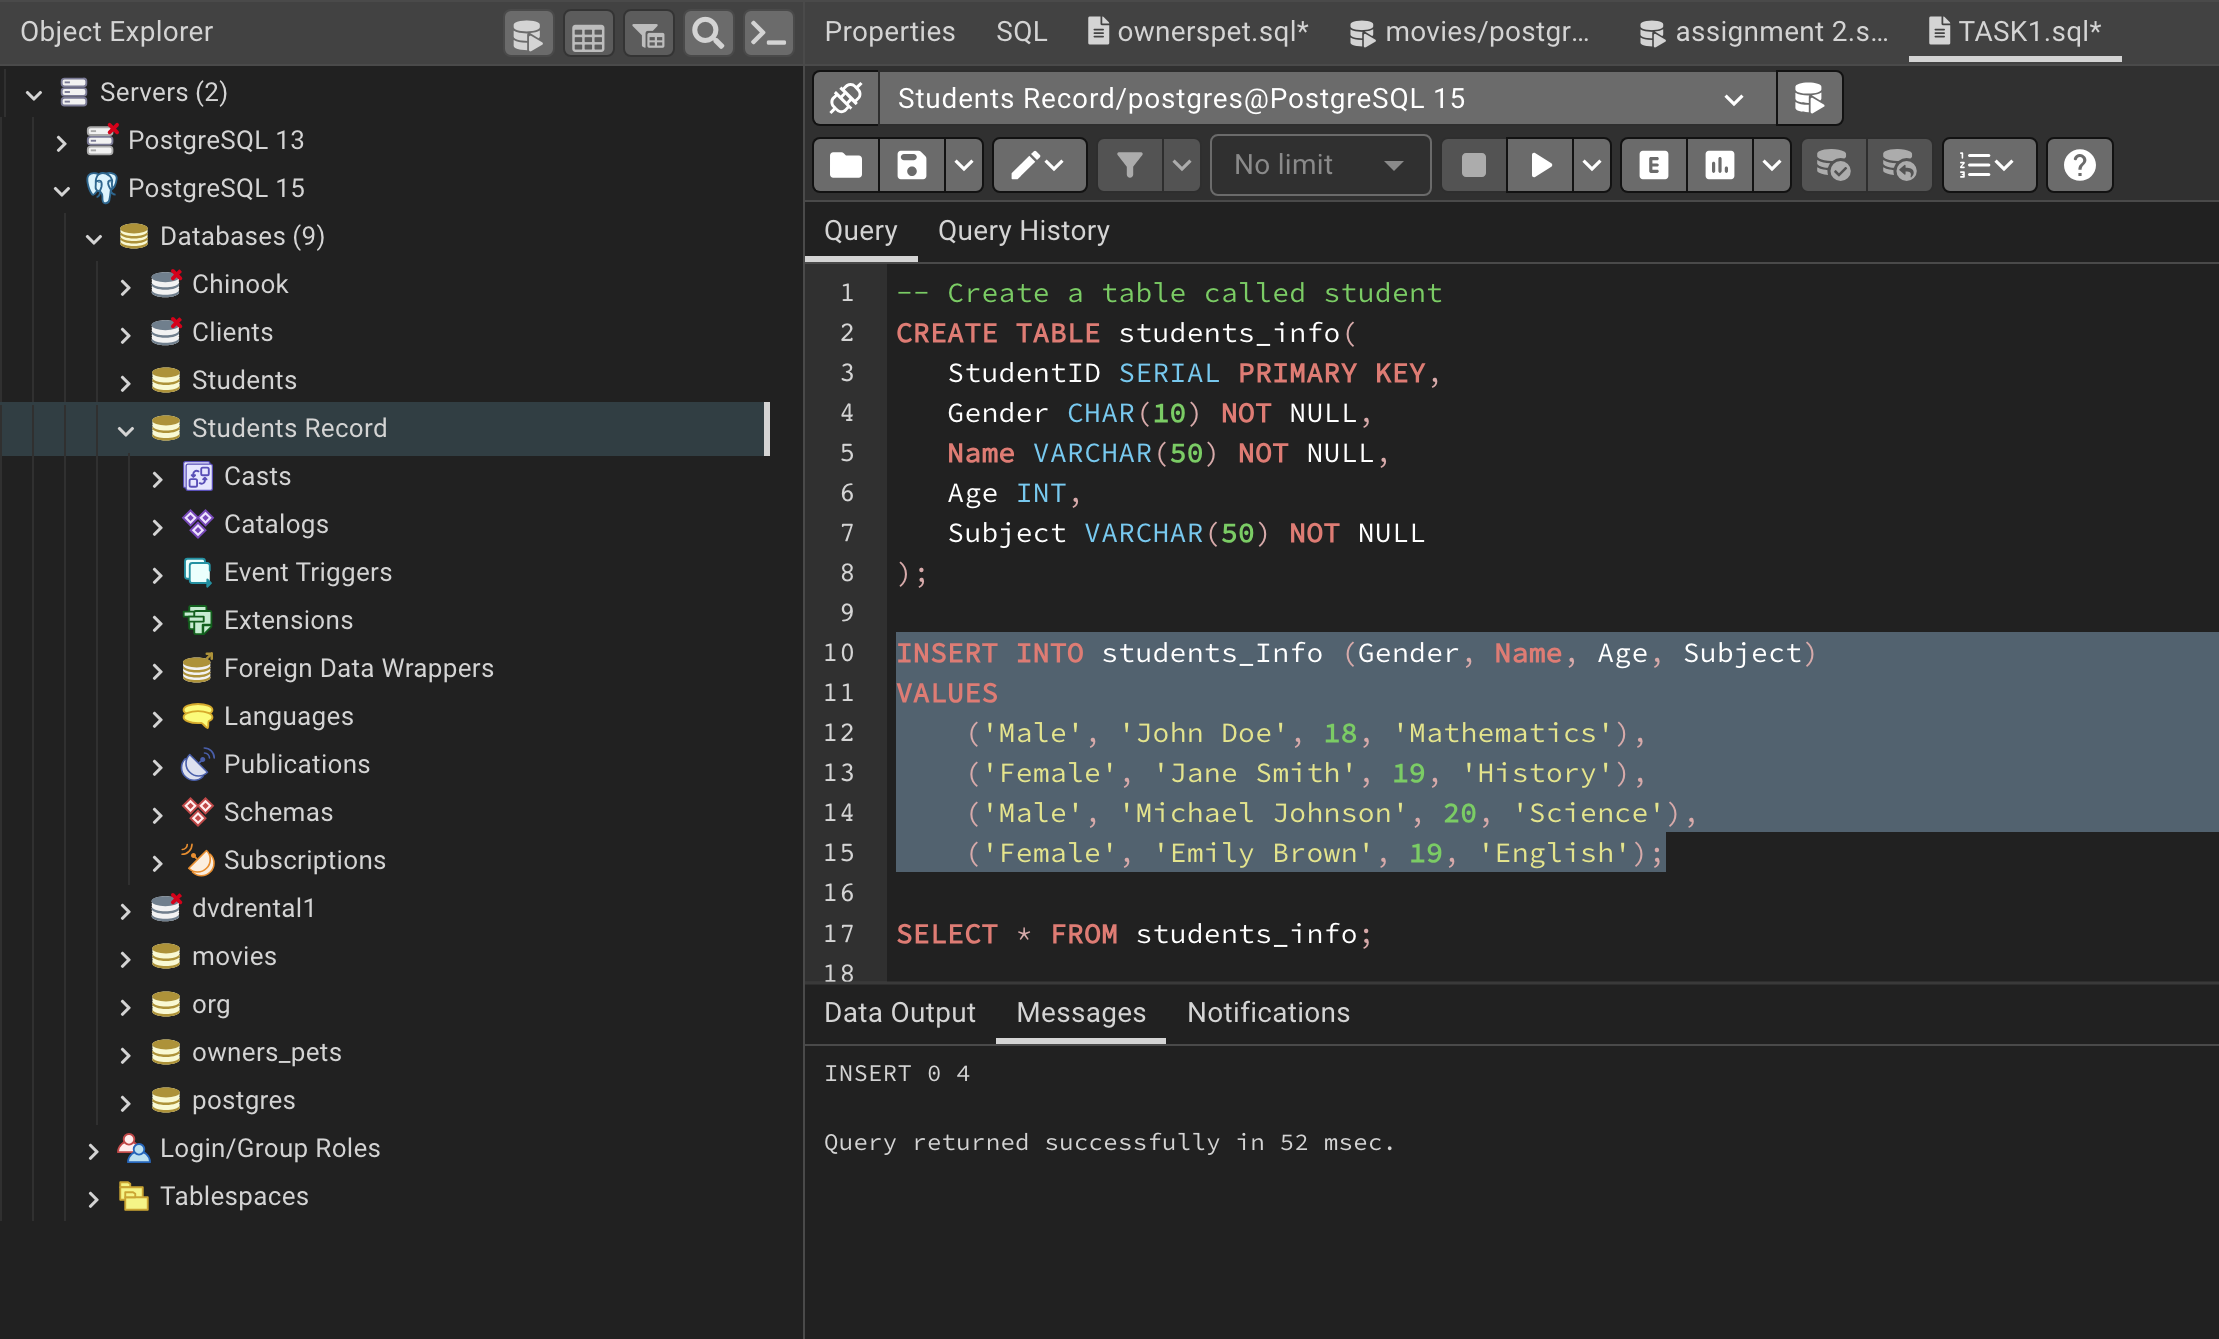 Object Explorer
Servers (2)
PostgreSQL 13
PostgreSQL 15
Databases (9)
Chinook
Clients
Students
Students Record
Casts
Catalogs
Event Triggers
Extensions
Foreign Data Wrappers
Languages
Publications
Schemas
Subscriptions
dvdrental1
movies
org
owners_pets
postgres
Login/Group Roles
Tablespaces
Properties SQL ownerspet.sql* movies/postgr... assignment 2.s... TASK1.sql*
Students Record/postgres@PostgreSQL 15
No limit E
Query Query History
1 -- Create a table called student
2 CREATE TABLE students_info(
3 StudentID SERIAL PRIMARY KEY,
4 Gender CHAR(10) NOT NULL,
5 Name VARCHAR(50) NOT NULL,
6 Age INT,
7 Subject VARCHAR(50) NOT NULL
8 );
9
10 INSERT INTO students_Info (Gender, Name, Age, Subject)
11 VALUES
12 ('Male', 'John Doe', 18, 'Mathematics'),
13 ('Female', 'Jane Smith', 19, 'History'),
14 ('Male', 'Michael Johnson', 20, 'Science'),
15 ('Female', 'Emily Brown', 19, 'English');
16
17 SELECT * FROM students_info;
18
Data Output Messages Notifications
INSERT 0 4
Query returned successfully in 52 msec.